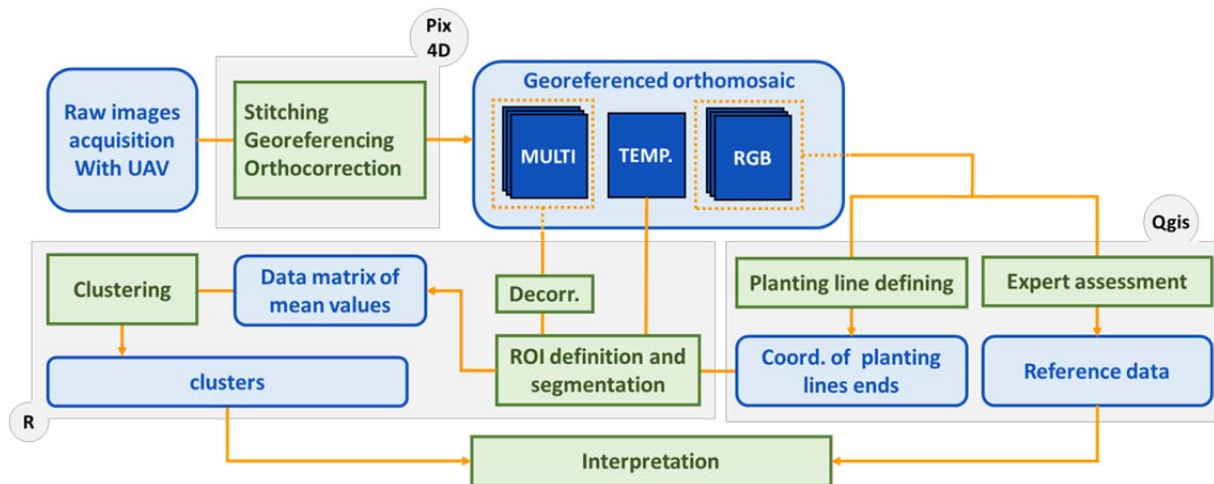 Pix
4D
Raw images
acquisition
With UAV
Stitching
Georeferencing
Orthocorrection
Georeferenced orthomosaic
MULTI
TEMP.
RGB
Qgis
Clustering
Data matrix of
mean values
Decorr.
Planting line defining
Expert assessment
ROI definition and
segmentation
Coord. of planting
lines ends
Reference data
clusters
R
Interpretation